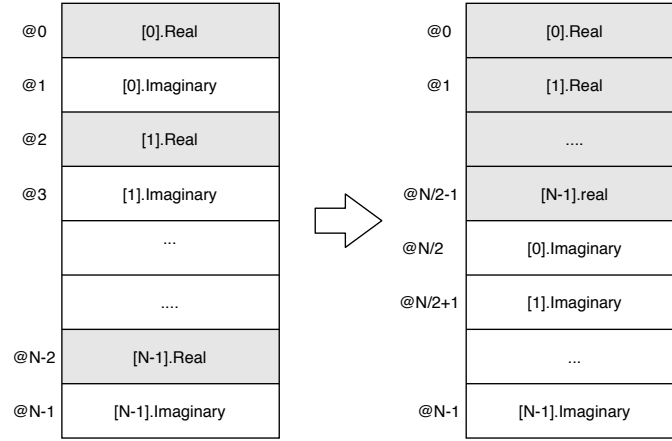 @0 [0].Real
@1 [0].Imaginary
@2 [1].Real
@3 [1].Imaginary
...
....
@N-2 [N-1].Real
@N-1 [N-1].Imaginary
@0 [0].Real
@1 [1].Real
....
@N/2-1 [N-1].real
@N/2 [0].Imaginary
@N/2+1 [1].Imaginary
...
@N-1 [N-1].Imaginary